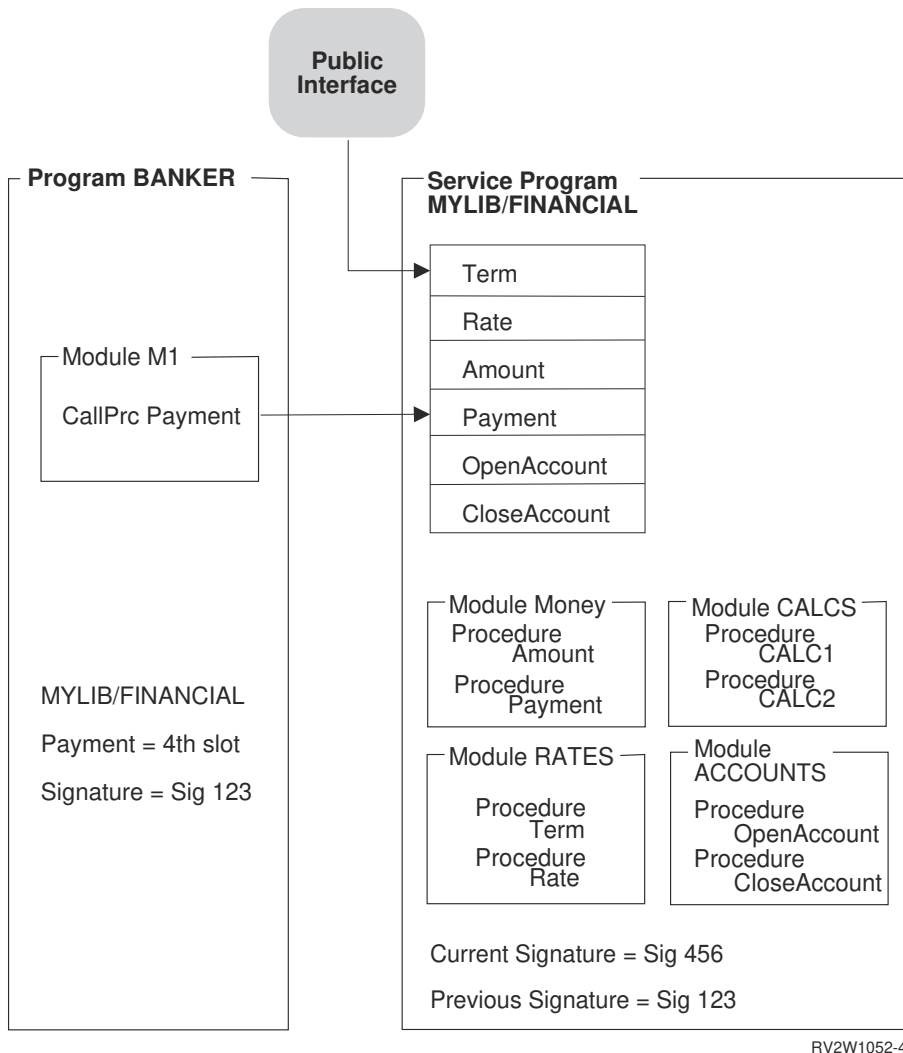 Public
Interface
Program BANKER
Module M1
CallPrc Payment
MYLIB/FINANCIAL
Payment = 4th slot
Signature = Sig 123
Service Program
MYLIB/FINANCIAL
Term
Rate
Amount
Payment
OpenAccount
CloseAccount
Module Money
Procedure
Amount
Procedure
Payment
Module CALCS
Procedure
CALC1
Procedure
CALC2
Module RATES
Procedure
Term
Procedure
Rate
Module
ACCOUNTS
Procedure
OpenAccount
Procedure
CloseAccount
Current Signature = Sig 456
Previous Signature = Sig 123
RV2W1052-4